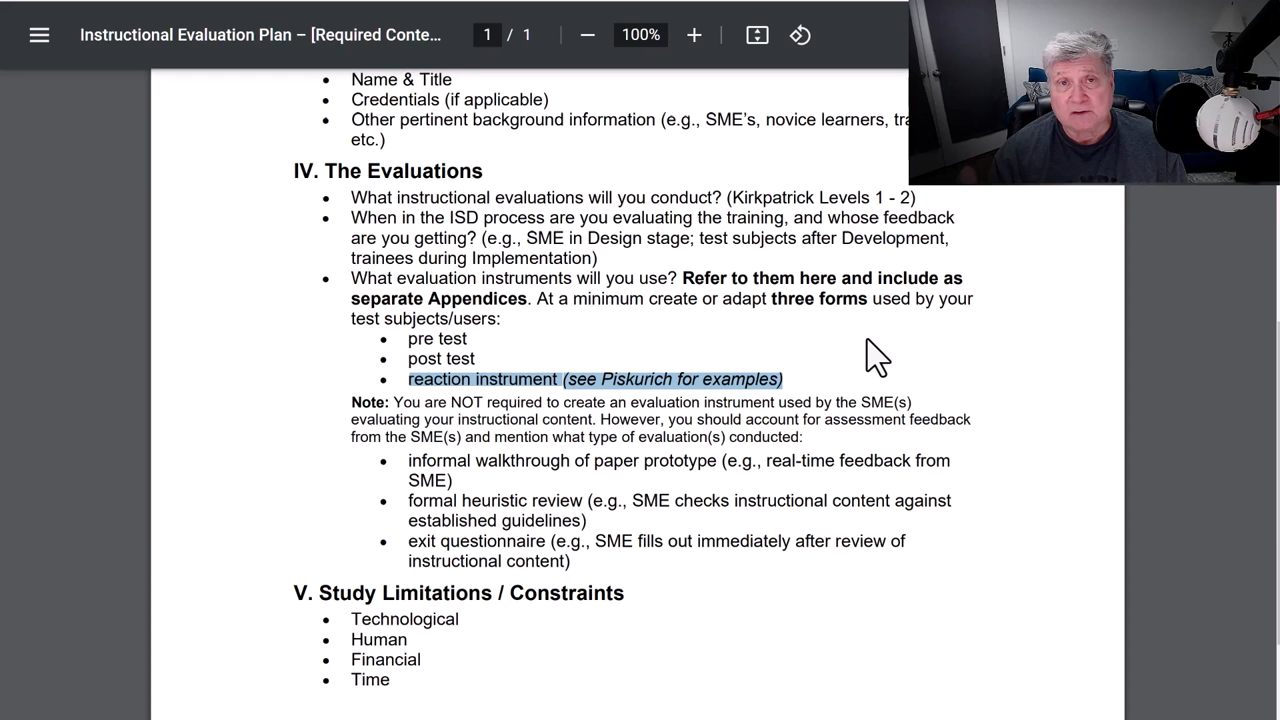 Instructional Evaluation Plan – [Required Conte...
1 / 1
100%
• Name & Title
• Credentials (if applicable)
• Other pertinent background information (e.g., SME's, novice learners,
etc.)
IV. The Evaluations
• What instructional evaluations will you conduct? (Kirkpatrick Levels 1 - 2)
• When in the ISD process are you evaluating the training, and whose feedback
are you getting? (e.g., SME in Design stage; test subjects after Development,
trainees during Implementation)
• What evaluation instruments will you use? Refer to them here and include as
separate Appendices. At a minimum create or adapt three forms used by your
test subjects/users:
• pre test
• post test
• reaction instrument (see Piskurich for examples)
Note: You are NOT required to create an evaluation instrument used by the SME(s)
evaluating your instructional content. However, you should account for assessment feedback
from the SME(s) and mention what type of evaluation(s) conducted:
• informal walkthrough of paper prototype (e.g., real-time feedback from
SME)
• formal heuristic review (e.g., SME checks instructional content against
established guidelines)
• exit questionnaire (e.g., SME fills out immediately after review of
instructional content)
V. Study Limitations / Constraints
• Technological
• Human
• Financial
• Time